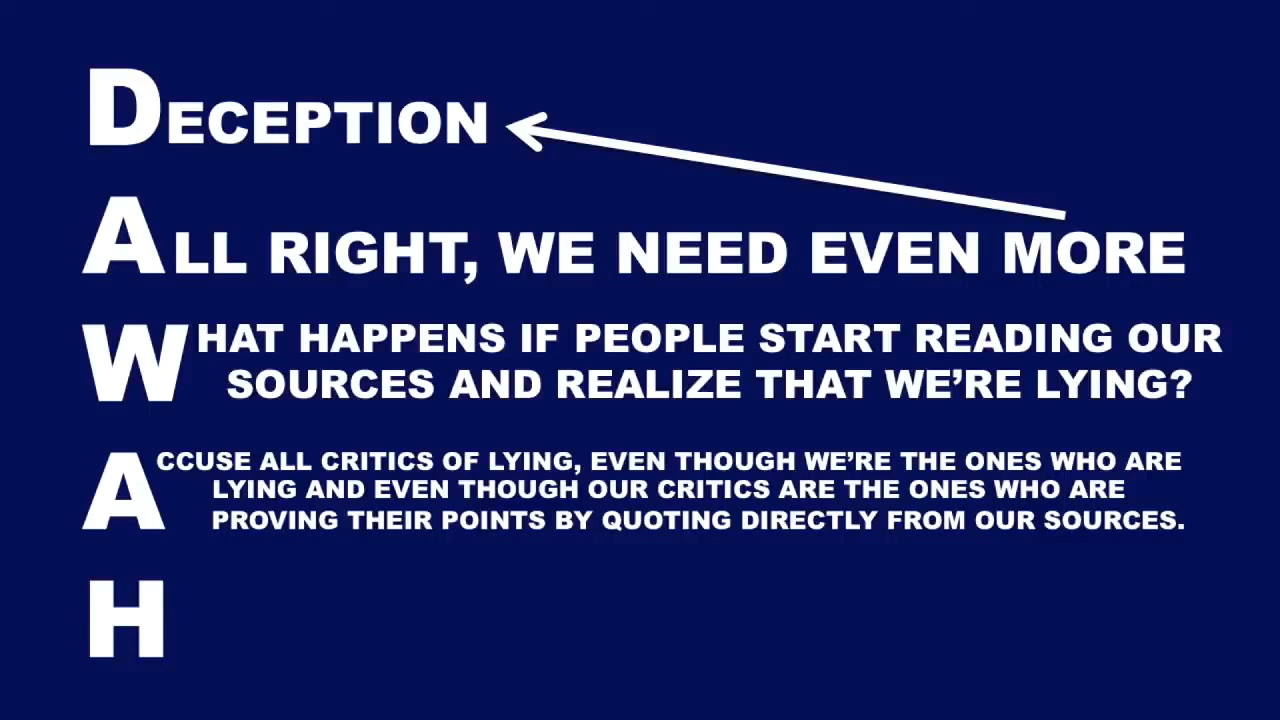 DECEPTION
ALL RIGHT, WE NEED EVEN MORE
WHAT HAPPENS IF PEOPLE START READING OUR
SOURCES AND REALIZE THAT WE'RE LYING?
ACCUSE ALL CRITICS OF LYING, EVEN THOUGH WE'RE THE ONES WHO ARE
LYING AND EVEN THOUGH OUR CRITICS ARE THE ONES WHO ARE
PROVING THEIR POINTS BY QUOTING DIRECTLY FROM OUR SOURCES.
H